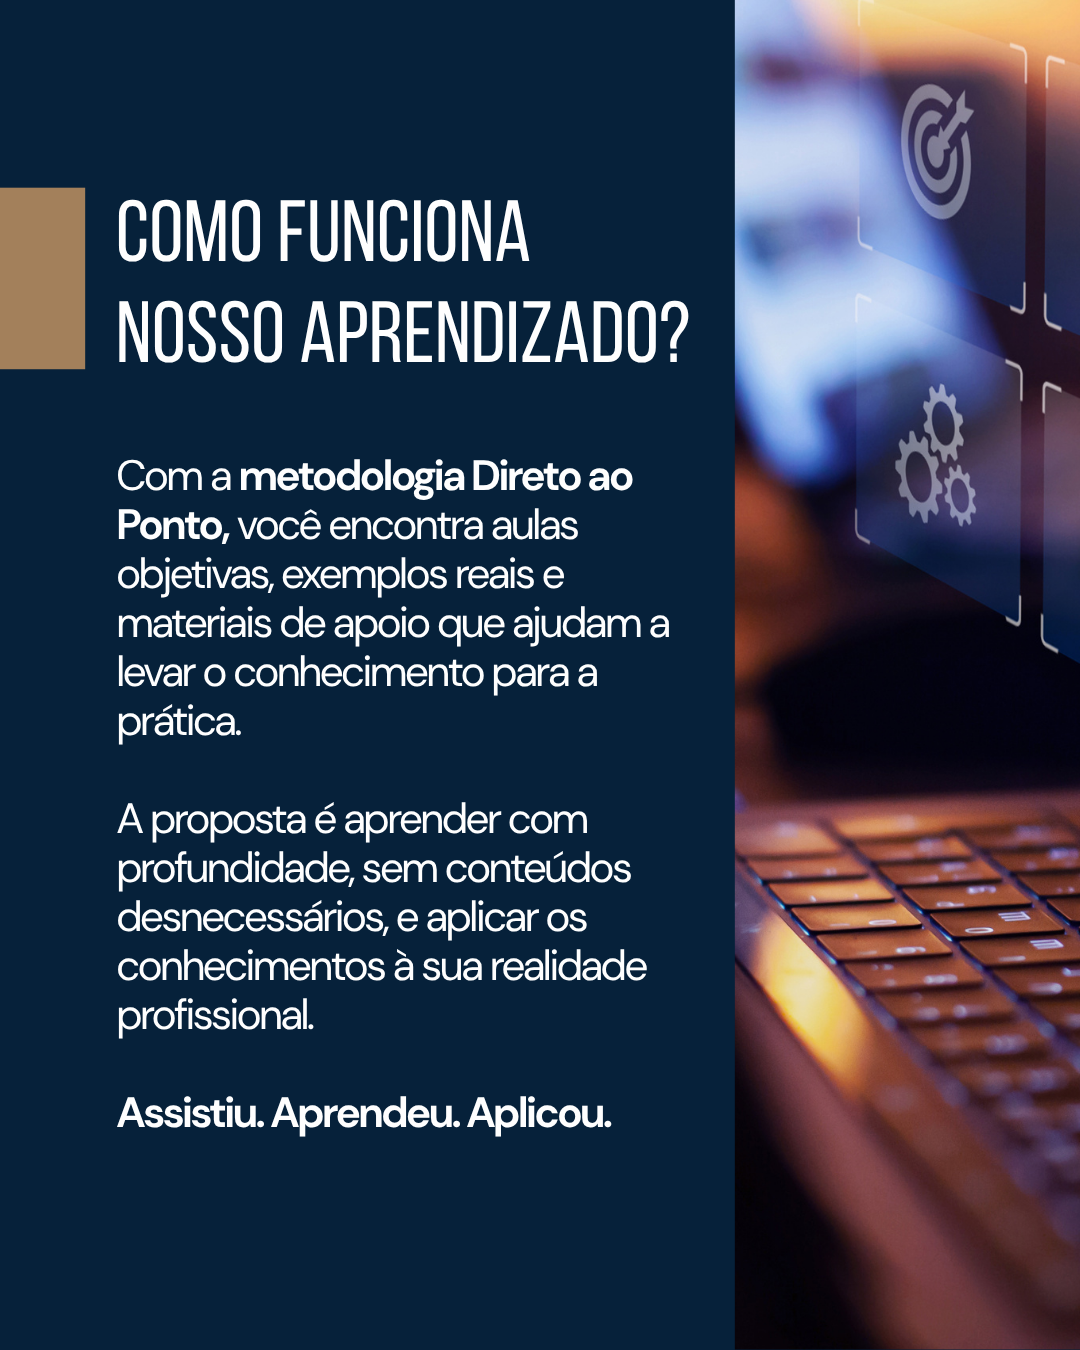 COMO FUNCIONA
NOSSO APRENDIZADO?
Com a metodologia Direto ao
Ponto, você encontra aulas
objetivas, exemplos reais e
materiais de apoio que ajudam a
levar o conhecimento para a
prática.
A proposta é aprender com
profundidade, sem conteúdos
desnecessários, e aplicar os
conhecimentos à sua realidade
profissional.
Assistiu. Aprendeu. Aplicou.